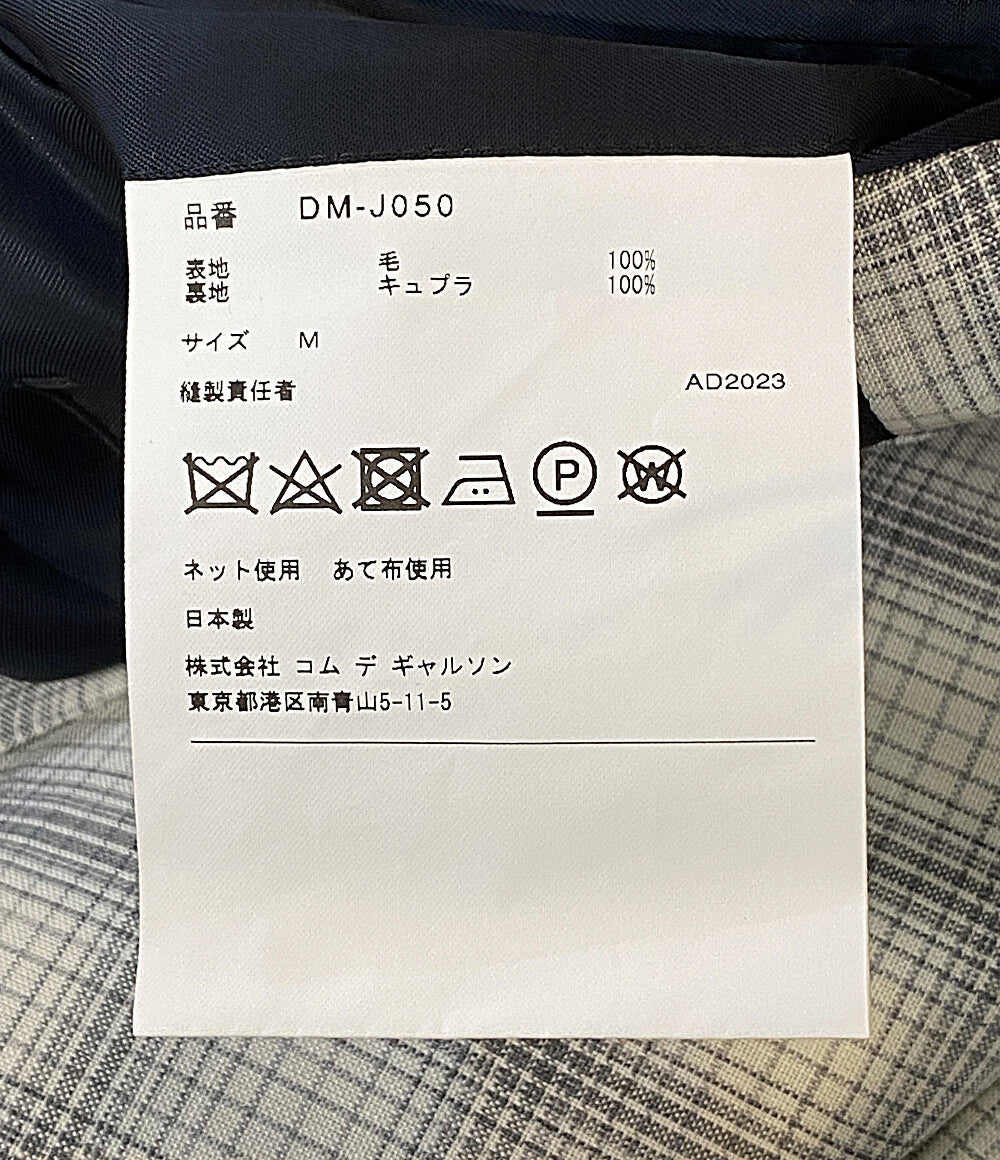 品番 DM-J050
表地 毛 100%
裏地 キュプラ 100%
サイズ M
縫製責任者 AD2023
P W
ネット使用 あて布使用
日本製
株式会社 コム デ ギャルソン
東京都港区南青山5-11-5